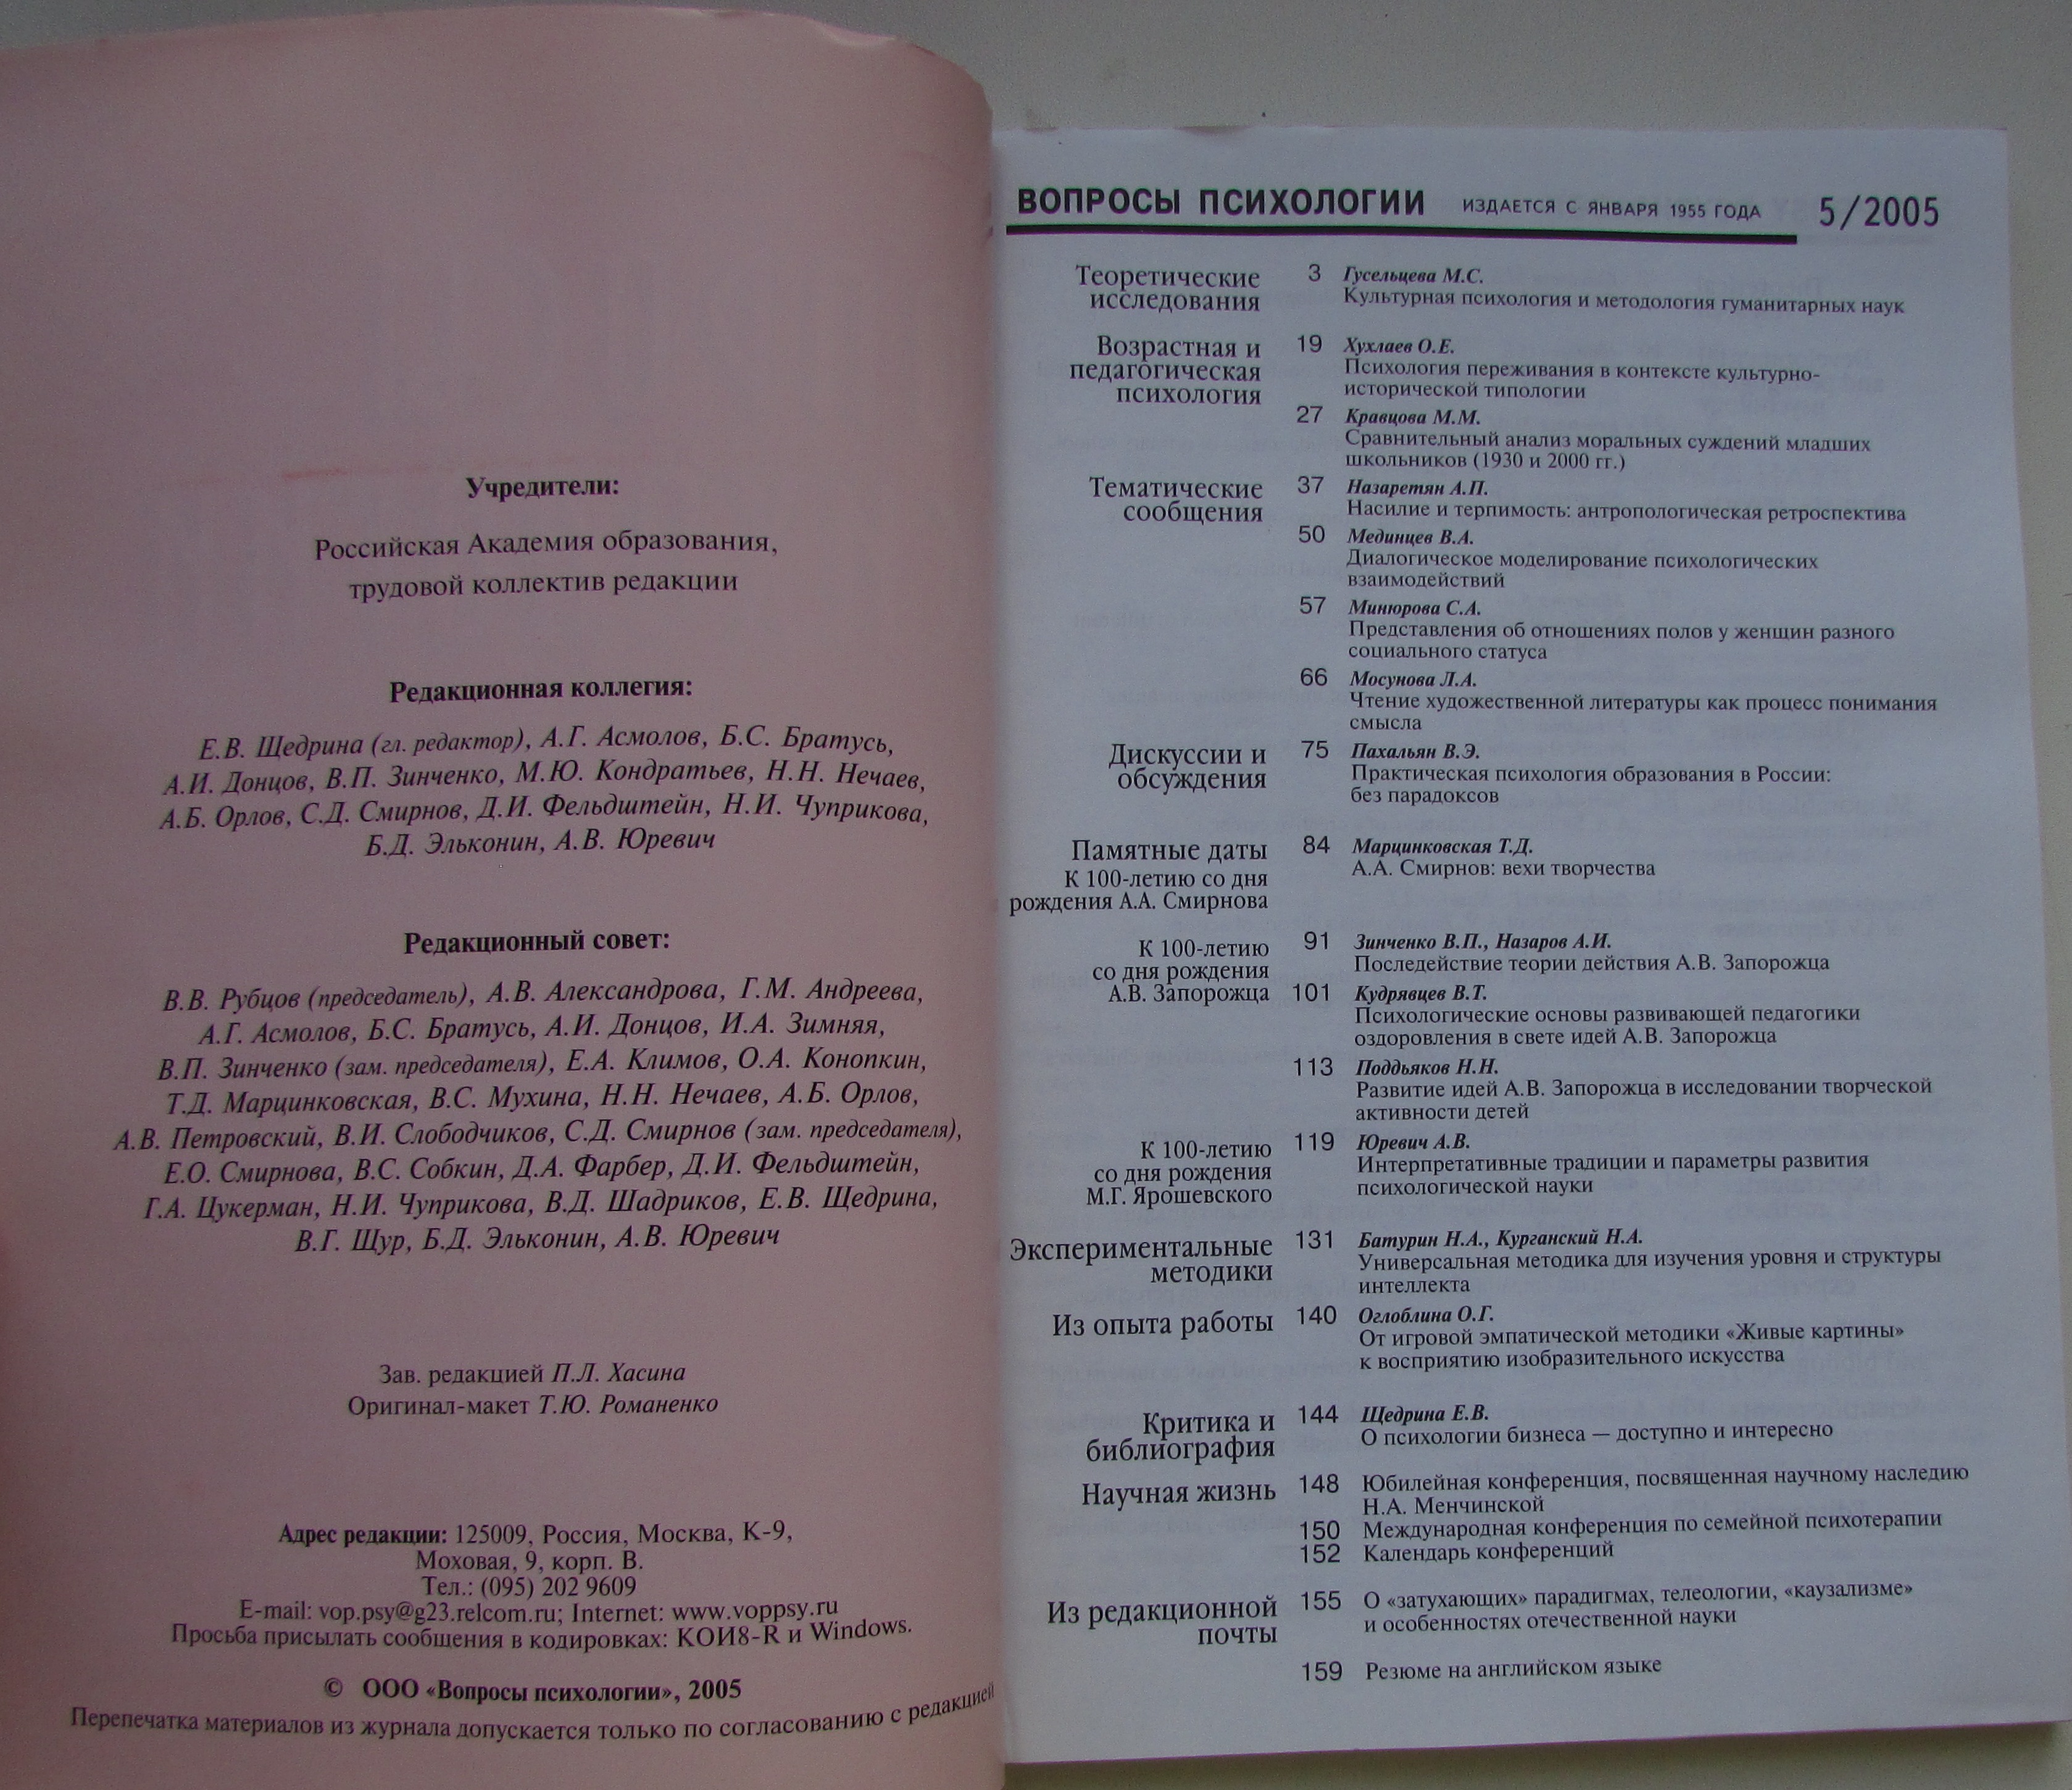 Учредители:
Российская Академия образования,
трудовой коллектив редакции
Редакционная коллегия:
Е.В. Щедрина (гл. редактор), А.Г. Асмолов, Б.С. Братусь,
А.И. Донцов, В.П. Зинченко, М.Ю. Кондратьев, Н.Н. Нечаев,
А.Б. Орлов, С.Д. Смирнов, Д.И. Фельдштейн, Н.И. Чуприкова,
Б.Д. Эльконин, А.В. Юревич
Редакционный совет:
В.В. Рубцов (председатель), А.В. Александрова, Г.М. Андреева,
А.Г. Асмолов, Б.С. Братусь, А.И. Донцов, И.А. Зимняя,
В.П. Зинченко (зам. председателя), Е.А. Климов, О.А. Конопкин,
Т.Д. Марцинковская, В.С. Мухина, Н.Н. Нечаев, А.Б. Орлов,
А.В. Петровский, В.И. Слободчиков, С.Д. Смирнов (зам. председателя),
Е.О. Смирнова, В.С. Собкин, Д.А. Фарбер, Д.И. Фельдштейн,
Г.А. Цукерман, Н.И. Чуприкова, В.Д. Шадриков, Е.В. Щедрина,
В.Г. Щур, Б.Д. Эльконин, А.В. Юревич
Зав. редакцией П.Л. Хасина
Оригинал-макет Т.Ю. Романенко
Адрес редакции: 125009, Россия, Москва, К-9,
Моховая, 9, корп. В.
Тел.: (095) 202 9609
E-mail: vop.psy@g23.relcom.ru; Internet: www.voppsy.ru
Просьба присылать сообщения в кодировках: КОИ8-R и Windows.
© ООО «Вопросы психологии», 2005
Перепечатка материалов из журнала допускается только по согласованию с редакцией
ВОПРОСЫ ПСИХОЛОГИИ ИЗДАЕТСЯ С ЯНВАРЯ 1955 ГОДА 5/2005
Теоретические исследования
3 Гусельцева М.С.
Культурная психология и методология гуманитарных наук
Возрастная и
педагогическая
психология
19 Хухлаев О.Е.
Психология переживания в контексте культурно-
исторической типологии
27 Кравцова М.М.
Сравнительный анализ моральных суждений младших
школьников (1930 и 2000 гг.)
Тематические
сообщения
37 Назаретян А.П.
Насилие и терпимость: антропологическая ретроспектива
50 Мединцев В.А.
Диалогическое моделирование психологических
взаимодействий
57 Минюрова С.А.
Представления об отношениях полов у женщин разного
социального статуса
66 Мосунова Л.А.
Чтение художественной литературы как процесс понимания
смысла
Дискуссии и
обсуждения
75 Пахальян В.Э.
Практическая психология образования в России:
без парадоксов
Памятные даты
К 100-летию со дня
рождения А.А. Смирнова
84 Марцинковская Т.Д.
А.А. Смирнов: вехи творчества
К 100-летию
со дня рождения
А.В. Запорожца
91 Зинченко В.П., Назаров А.И.
Последействие теории действия А.В. Запорожца
101 Кудрявцев В.Т.
Психологические основы развивающей педагогики
оздоровления в свете идей А.В. Запорожца
113 Поддьяков Н.Н.
Развитие идей А.В. Запорожца в исследовании творческой
активности детей
К 100-летию
со дня рождения
М.Г. Ярошевского
119 Юревич А.В.
Интерпретативные традиции и параметры развития
психологической науки
Экспериментальные
методики
131 Батурин Н.А., Курганский Н.А.
Универсальная методика для изучения уровня и структуры
интеллекта
Из опыта работы
140 Оглоблина О.Г.
От игровой эмпатической методики «Живые картины»
к восприятию изобразительного искусства
Критика и
библиография
144 Щедрина Е.В.
О психологии бизнеса — доступно и интересно
Научная жизнь
148 Юбилейная конференция, посвященная научному наследию
Н.А. Менчинской
150 Международная конференция по семейной психотерапии
152 Календарь конференций
Из редакционной
почты
155 О «затухающих» парадигмах, телеологии, «каузализме»
и особенностях отечественной науки
159 Резюме на английском языке